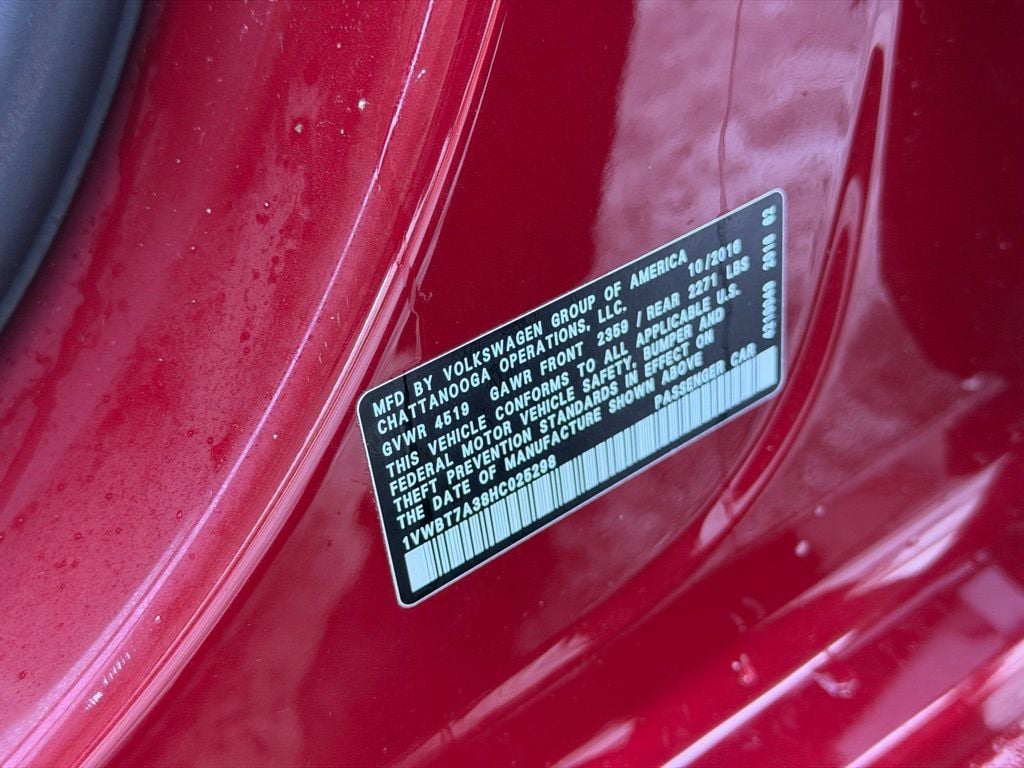 MFD BY VOLKSWAGEN GROUP OF AMERICA
CHATTANOOGA OPERATIONS, LLC. 10/2016
GVWR 4519 GAWR FRONT 2359 / REAR 2271 LBS
THIS VEHICLE CONFORMS TO ALL APPLICABLE U.S.
FEDERAL MOTOR VEHICLE SAFETY, BUMPER AND
THEFT PREVENTION STANDARDS IN EFFECT ON
THE DATE OF MANUFACTURE SHOWN ABOVE
1VWBT7A38HC025298 PASSENGER CAR